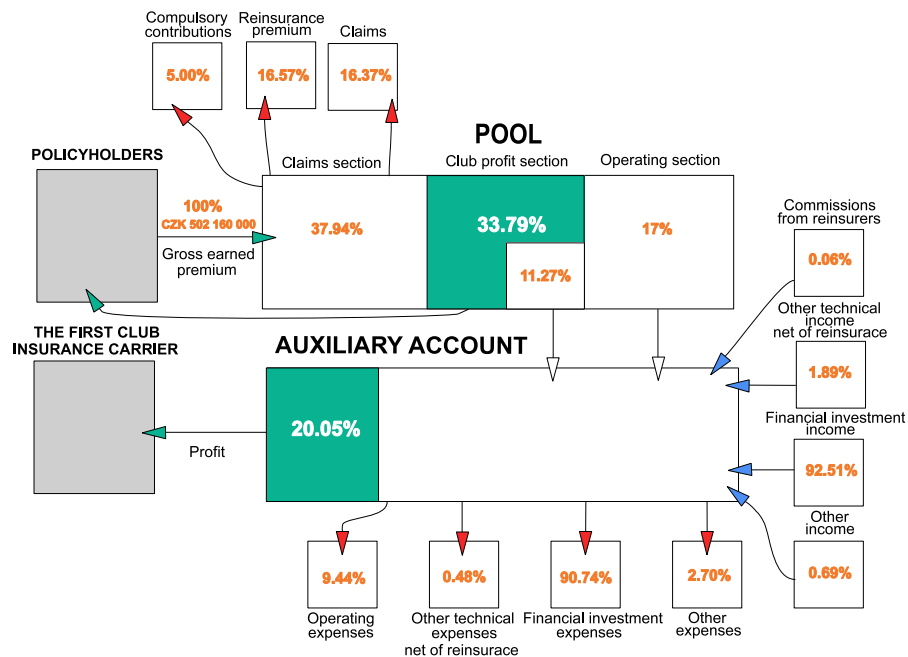 Compulsory
contributions
Reinsurance
premium
Claims
5.00%
16.57%
16.37%
POOL
POLICYHOLDERS
Claims section
Club profit section
Operating section
100%
CZK 502 160 000
Gross earned
premium
37.94%
33.79%
11.27%
17%
Commissions
from reinsurers
0.06%
Other technical
income
net of reinsurace
1.89%
Financial investment
income
92.51%
Other
income
0.69%
THE FIRST CLUB
INSURANCE CARRIER
AUXILIARY ACCOUNT
20.05%
Profit
9.44%
0.48%
90.74%
2.70%
Operating
expenses
Other technical
expenses
net of reinsurace
Financial investment
expenses
Other
expenses